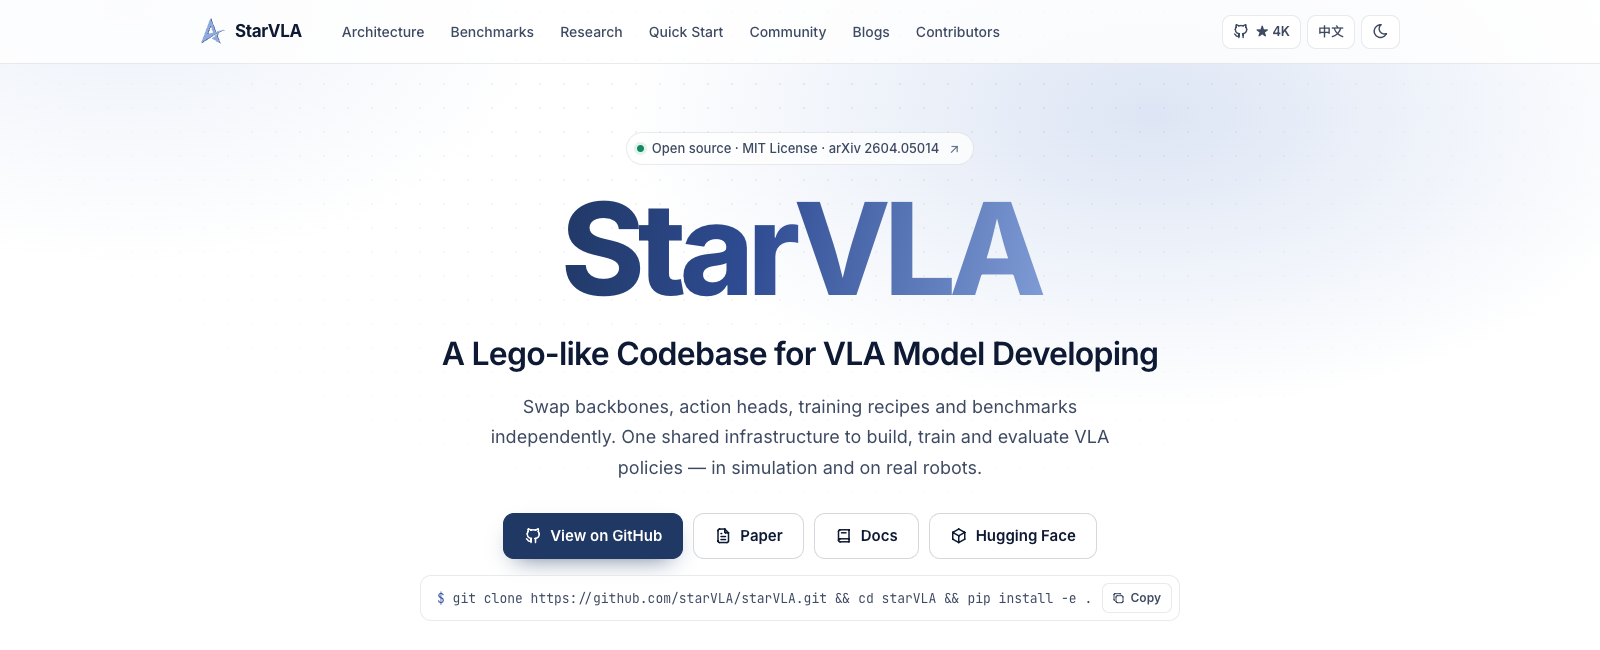 StarVLA Architecture Benchmarks Research Quick Start Community Blogs Contributors ★ 4K 中文
Open source · MIT License · arXiv 2604.05014 ↗
StarVLA
A Lego-like Codebase for VLA Model Developing
Swap backbones, action heads, training recipes and benchmarks
independently. One shared infrastructure to build, train and evaluate VLA
policies — in simulation and on real robots.
View on GitHub Paper Docs Hugging Face
$ git clone https://github.com/starVLA/starVLA.git && cd starVLA && pip install -e . Copy